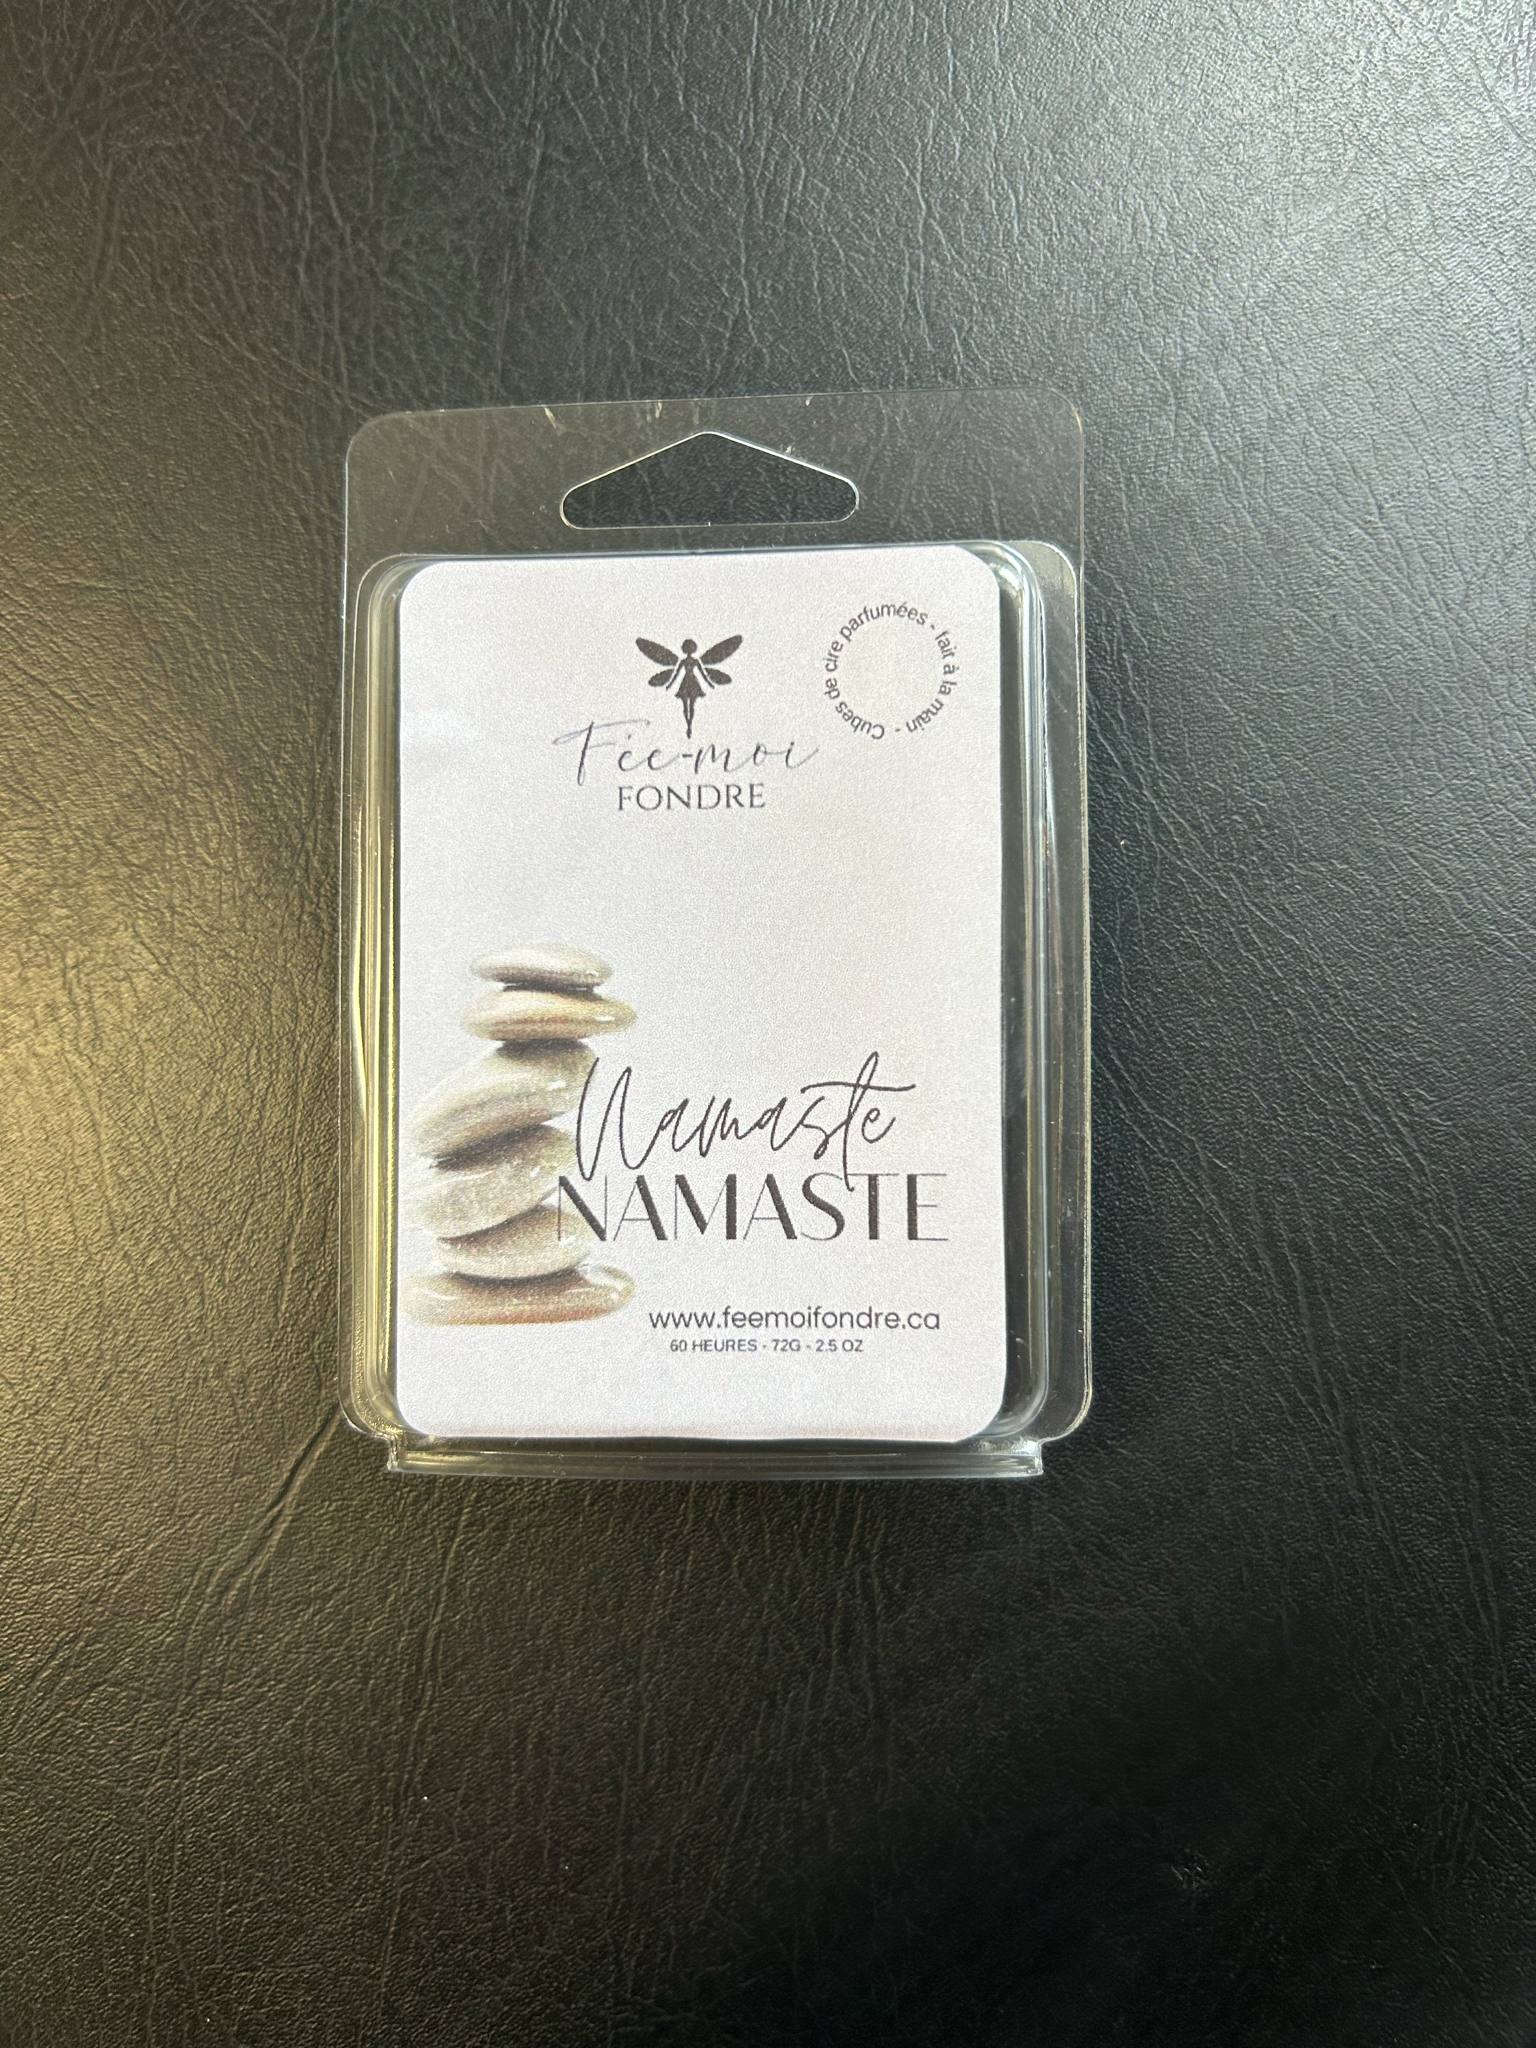 Cubes de cire parfumées - fait à la main -
Fée-moi
FONDRE
Namaste
NAMASTE
www.feemoifondre.ca
60 HEURES - 72G - 2.5 OZ